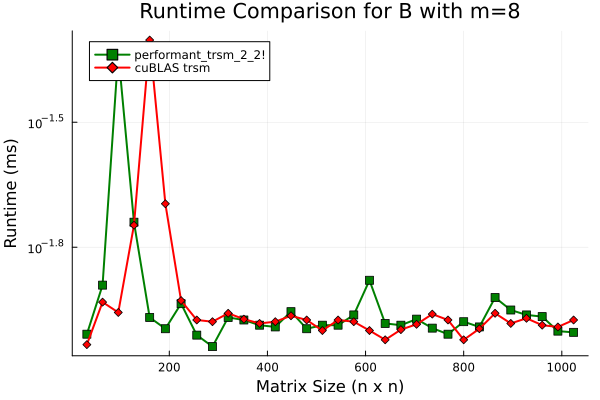 Runtime Comparison for B with m=8
performant_trsm_2_2!
cuBLAS trsm
10^-1.5
10^-1.8
Runtime (ms)
200
400
600
800
1000
Matrix Size (n x n)